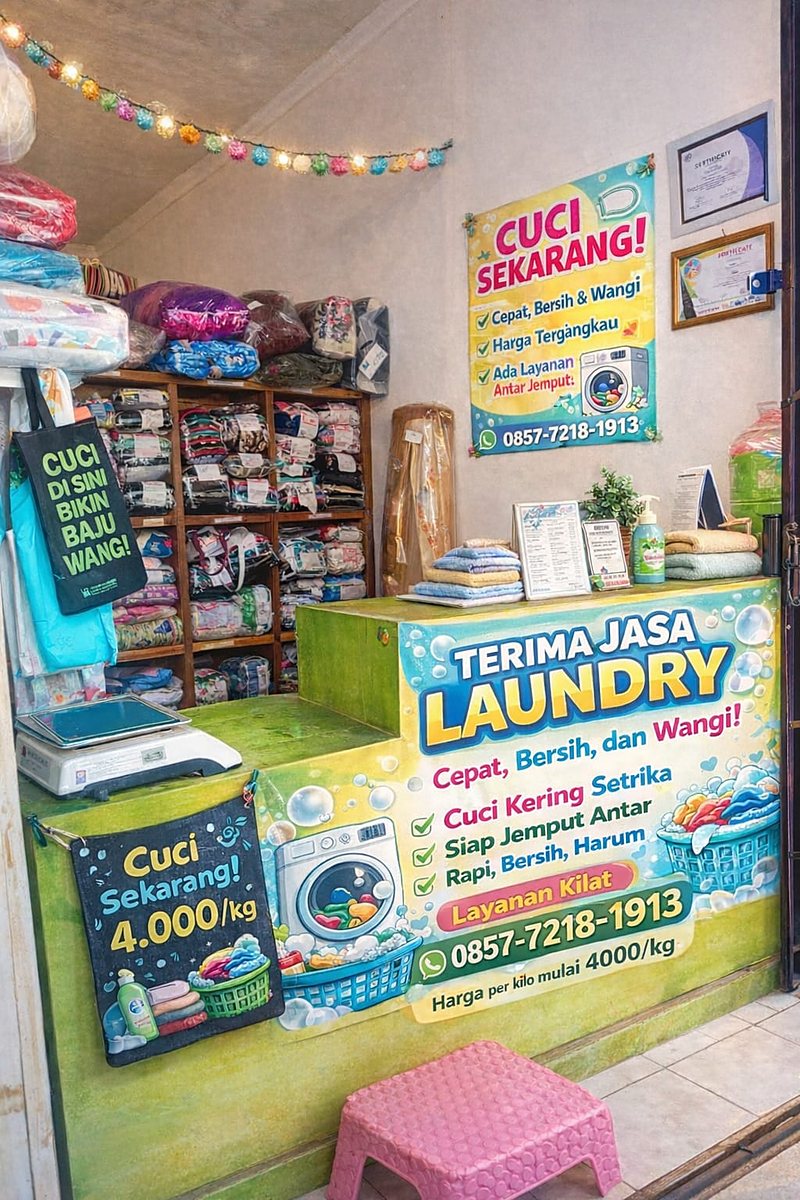 CUCI
SEKARANG!
Cepat, Bersih & Wangi
Harga Terjangkau
Ada Layanan
Antar Jemput:
0857-7218-1913
CUCI
DI SINI
BIKIN
BAJU
WANG!
TERIMA JASA
LAUNDRY
Cepat, Bersih, dan Wangi!
Cuci Kering Setrika
Siap Jemput Antar
Rapi, Bersih, Harum
Layanan Kilat
0857-7218-1913
Harga per kilo mulai 4000/kg
Cuci
Sekarang!
4.000/kg